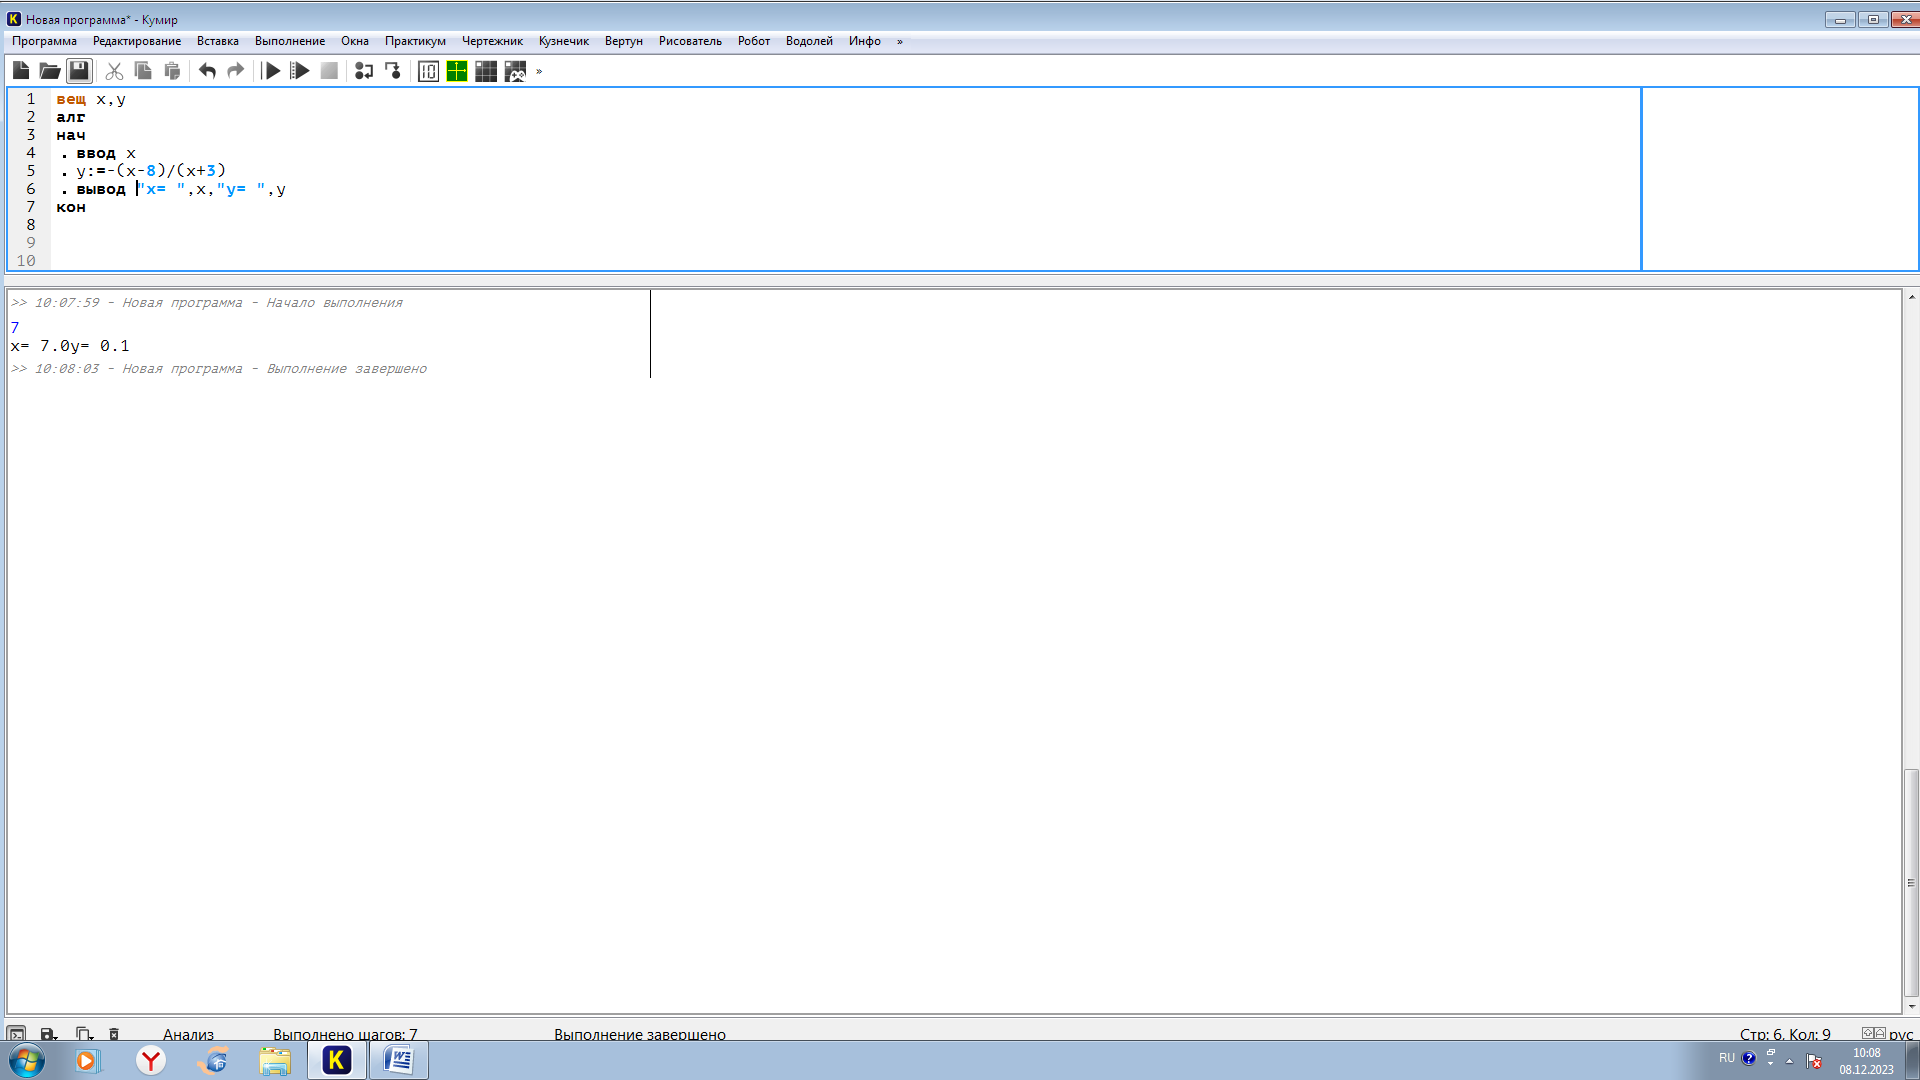 Новая программа* - Кумир
Программа Редактирование Вставка Выполнение Окна Практикум Чертежник Кузнечик Вертун Рисователь Робот Водолей Инфо »
»
1 вещ x,y
2 алг
3 нач
4 . ввод x
5 . y:=-(x-8)/(x+3)
6 . вывод "x= ",x,"y= ",y
7 кон
8
9
10
>> 10:07:59 - Новая программа - Начало выполнения
7
x= 7.0y= 0.1
>> 10:08:03 - Новая программа - Выполнение завершено
Анализ Выполнено шагов: 7 Выполнение завершено Стр: 6, Кол: 9 рус
RU 10:08
08.12.2023